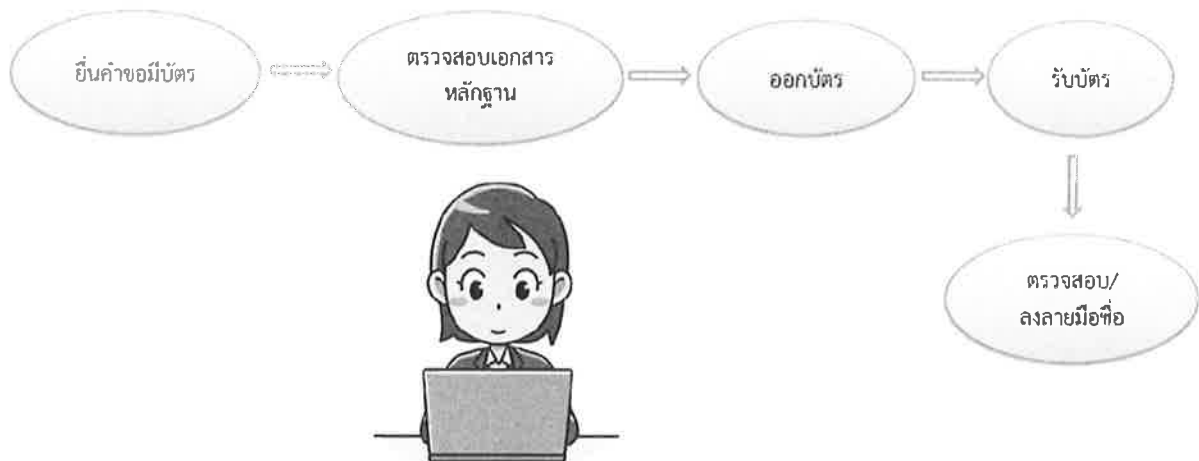 ยื่นคำขอมีบัตร
ตรวจสอบเอกสาร
หลักฐาน
ออกบัตร
รับบัตร
ตรวจสอบ/
ลงลายมือชื่อ